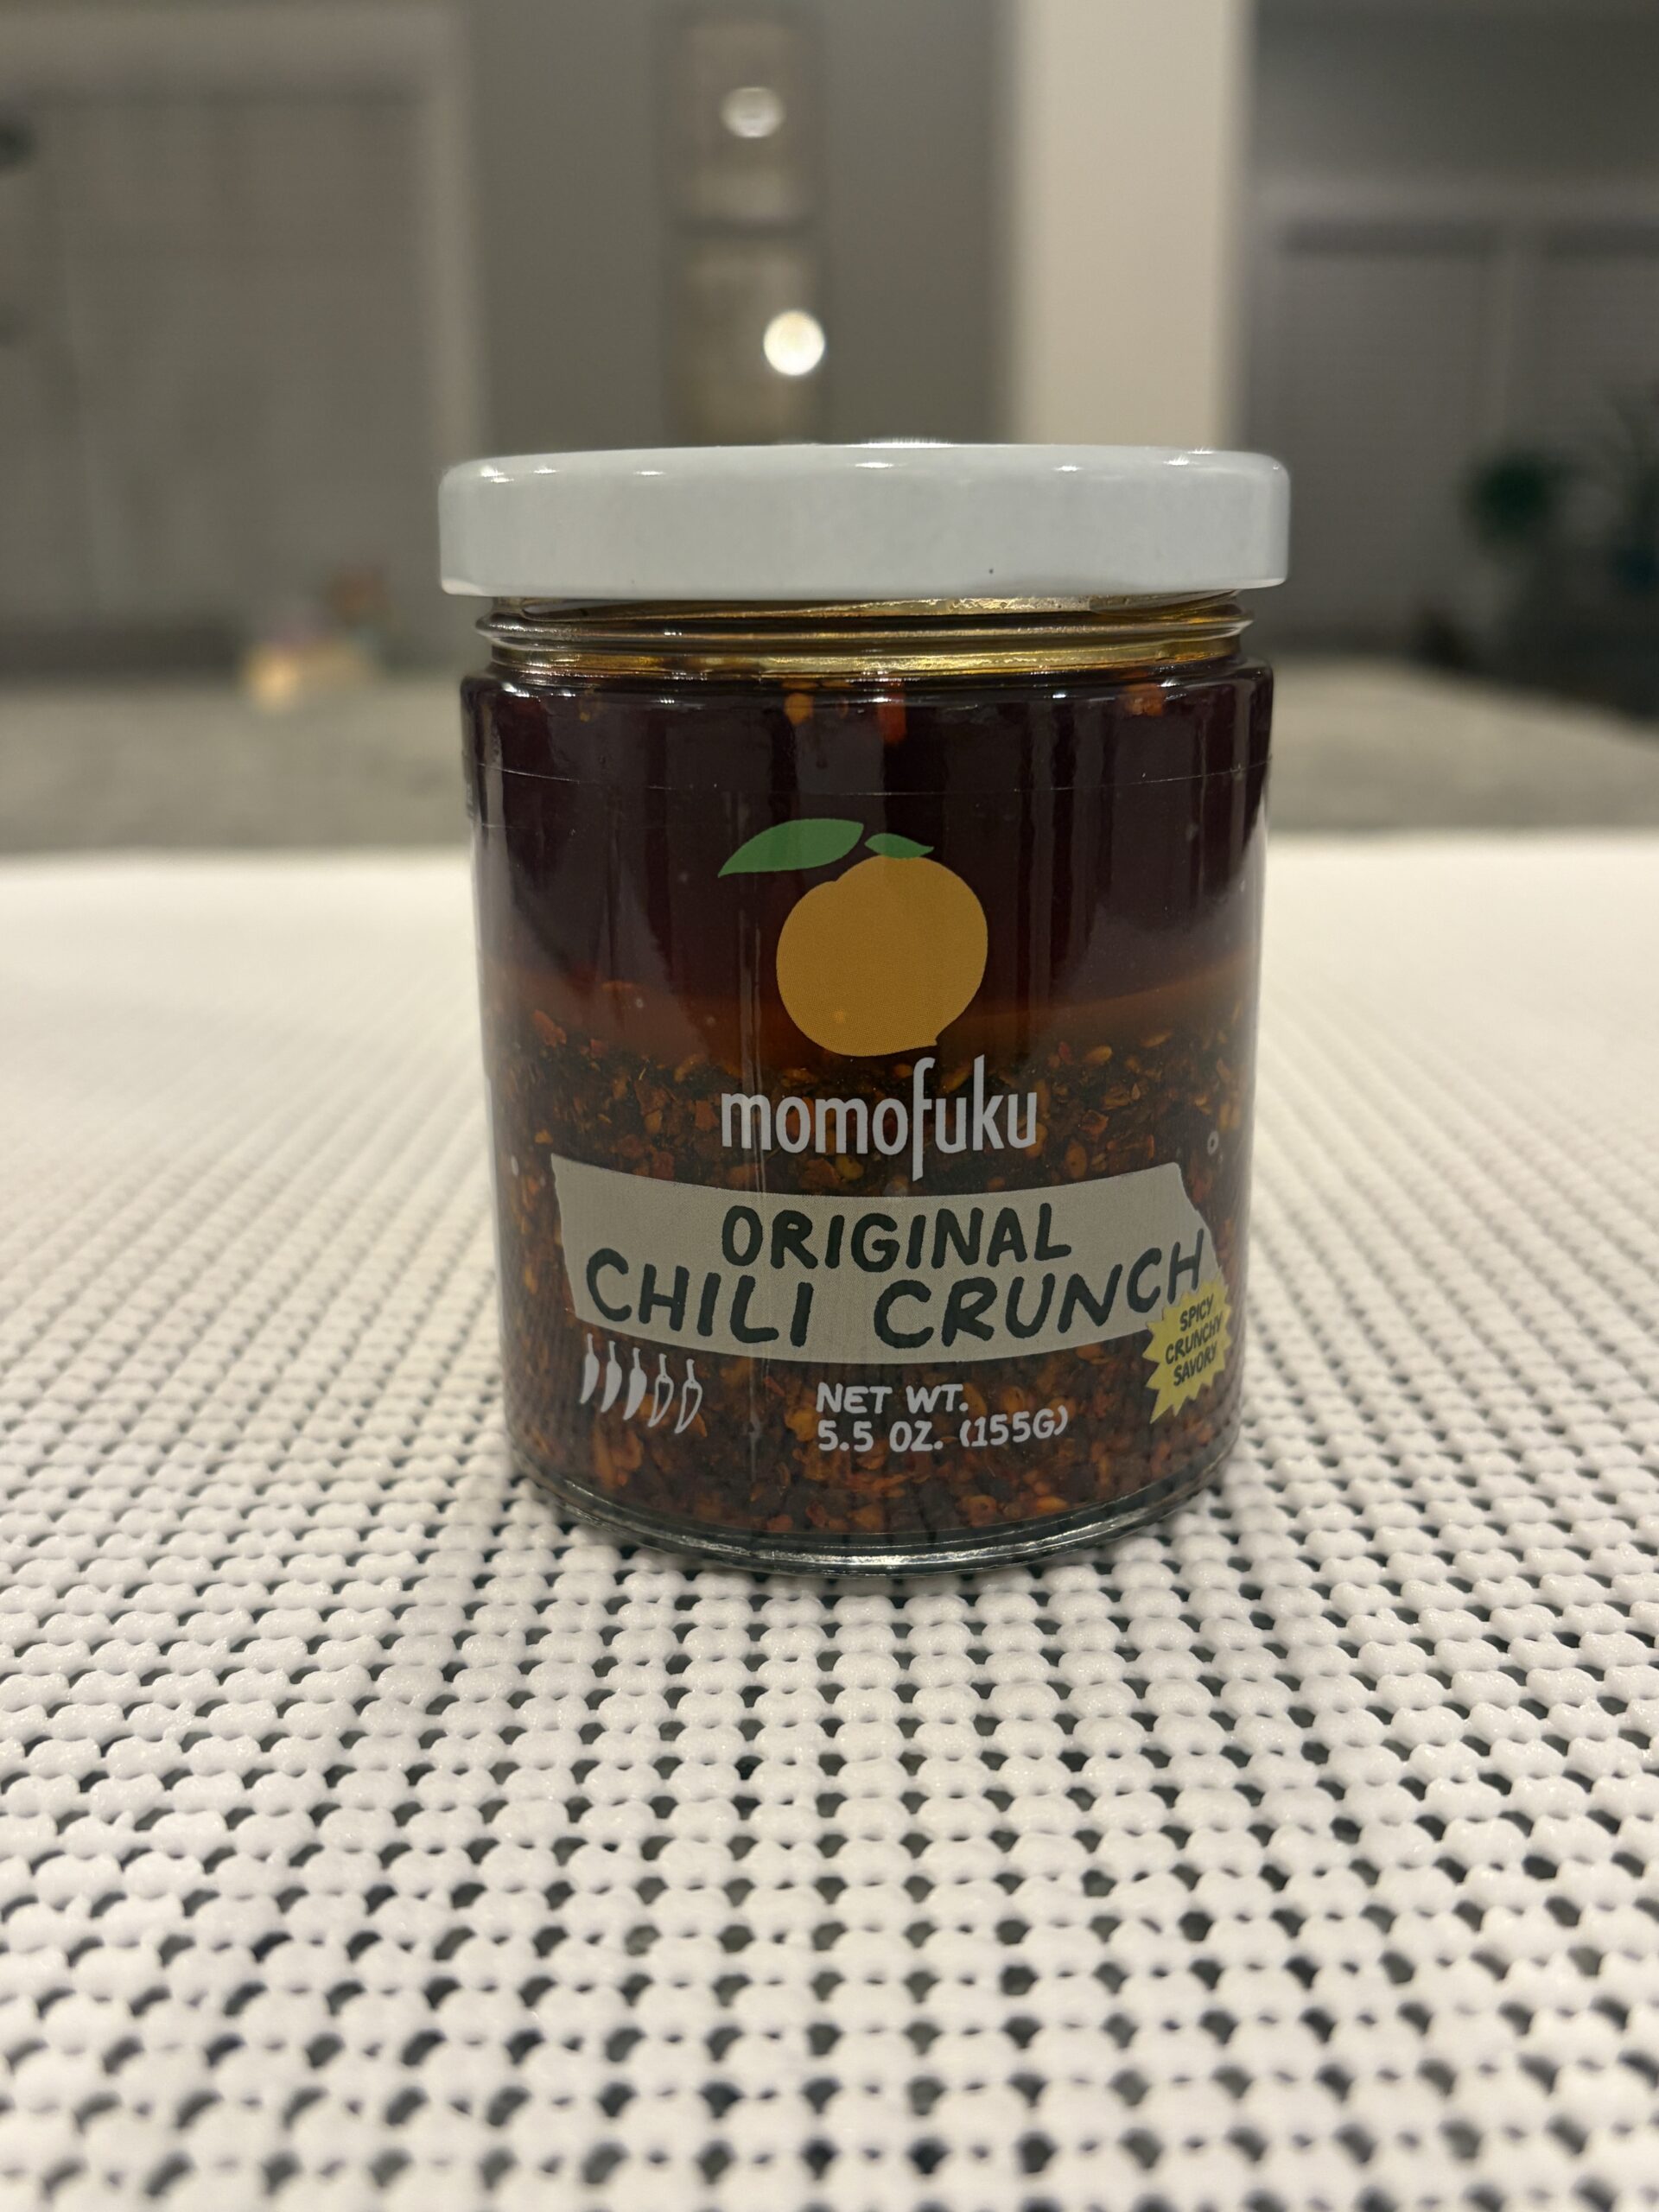 momofuku
ORIGINAL
CHILI CRUNCH
SPICY
CRUNCHY
SAVORY
NET WT.
5.5 OZ. (155G)